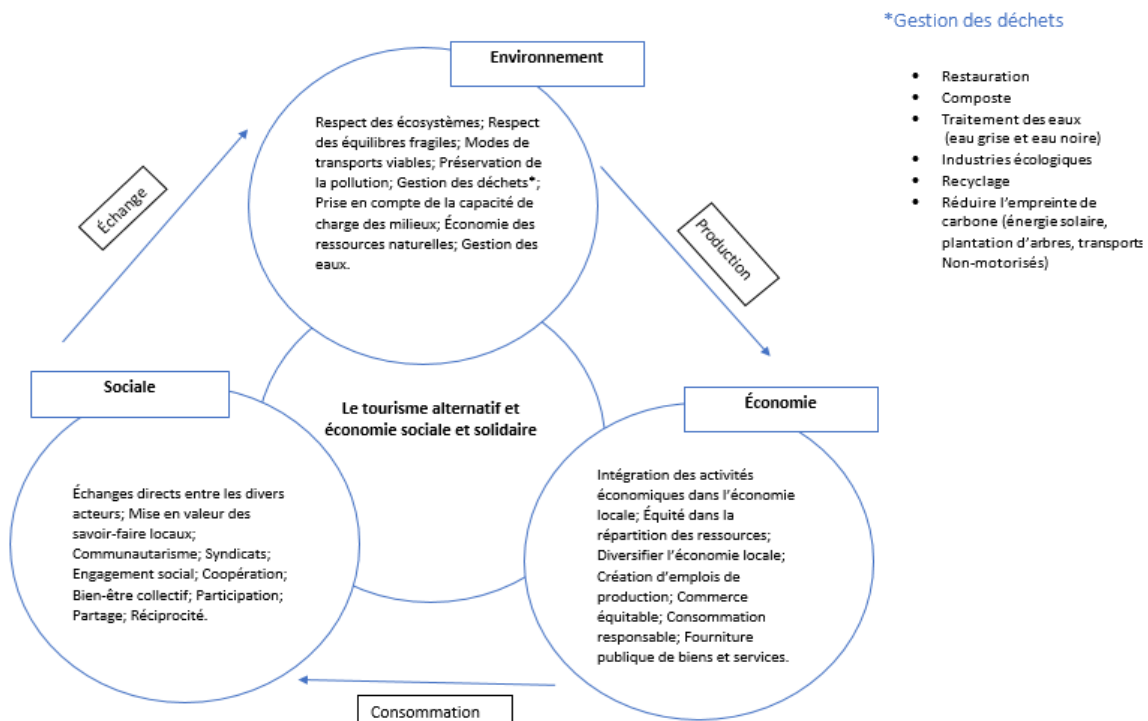 *Gestion des déchets
Restauration
Composte
Traitement des eaux
(eau grise et eau noire)
Industries écologiques
Recyclage
Réduire l'empreinte de
carbone (énergie solaire,
plantation d'arbres, transports
Non-motorisés)
Environnement
Respect des écosystèmes; Respect
des équilibres fragiles; Modes de
transports viables; Préservation de
la pollution; Gestion des déchets*;
Prise en compte de la capacité de
charge des milieux; Économie des
ressources naturelles; Gestion des
eaux.
Échange
Production
Sociale
Le tourisme alternatif et
économie sociale et solidaire
Économie
Échanges directs entre les divers
acteurs; Mise en valeur des
savoir-faire locaux;
Communautarisme; Syndicats;
Engagement social; Coopération;
Bien-être collectif; Participation;
Partage; Réciprocité.
Intégration des activités
économiques dans l'économie
locale; Équité dans la
répartition des ressources;
Diversifier l'économie locale;
Création d'emplois de
production; Commerce
équitable; Consommation
responsable; Fourniture
publique de biens et services.
Consommation